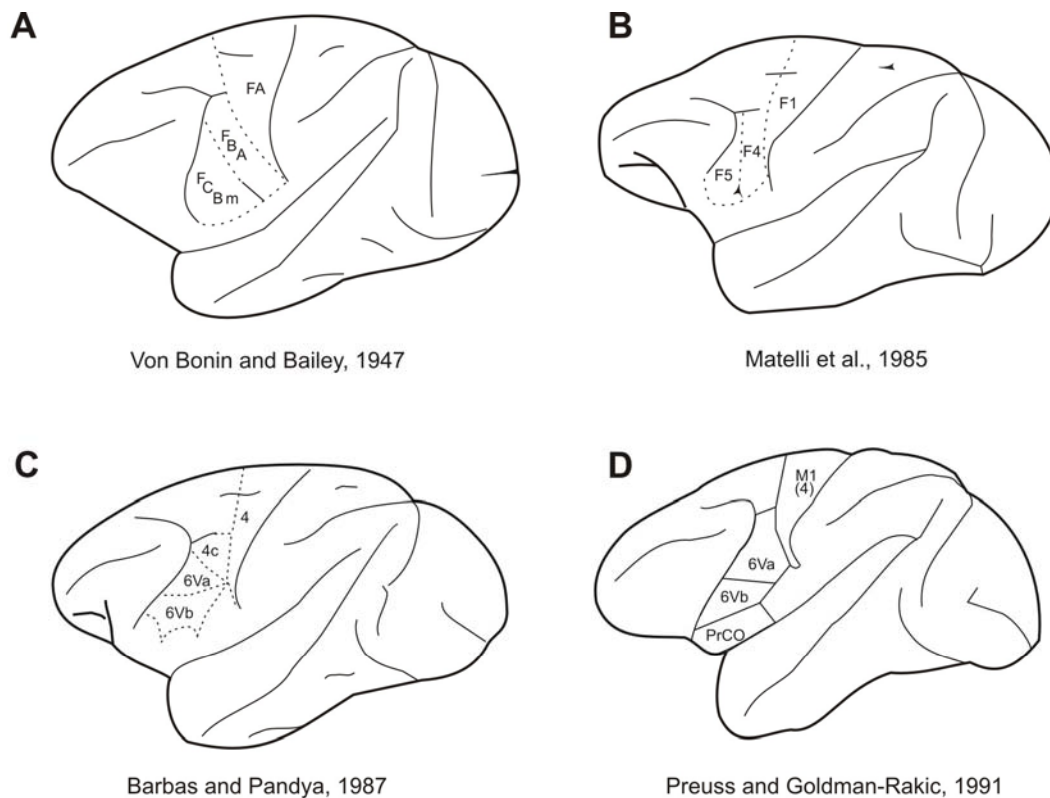 A
FA
F
B
A
F
C
B m
Von Bonin and Bailey, 1947
B
F1
F4
F5
Matelli et al., 1985
C
4
4c
6Va
6Vb
Barbas and Pandya, 1987
D
M1
(4)
6Va
6Vb
PrCO
Preuss and Goldman-Rakic, 1991